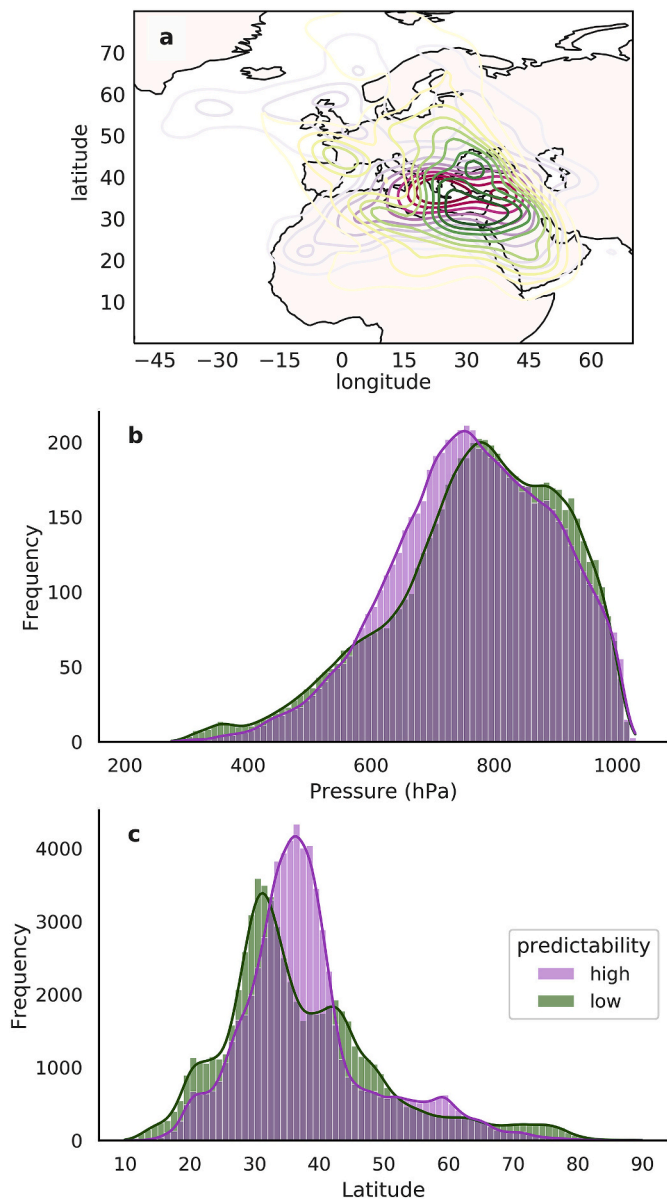 a
70
60
50
40
30
20
10
latitude
−45 −30 −15 0 15 30 45 60
longitude
b
200
150
100
50
0
Frequency
200 400 600 800 1000
Pressure (hPa)
c
4000
3000
2000
1000
0
Frequency
predictability
high
low
10 20 30 40 50 60 70 80 90
Latitude